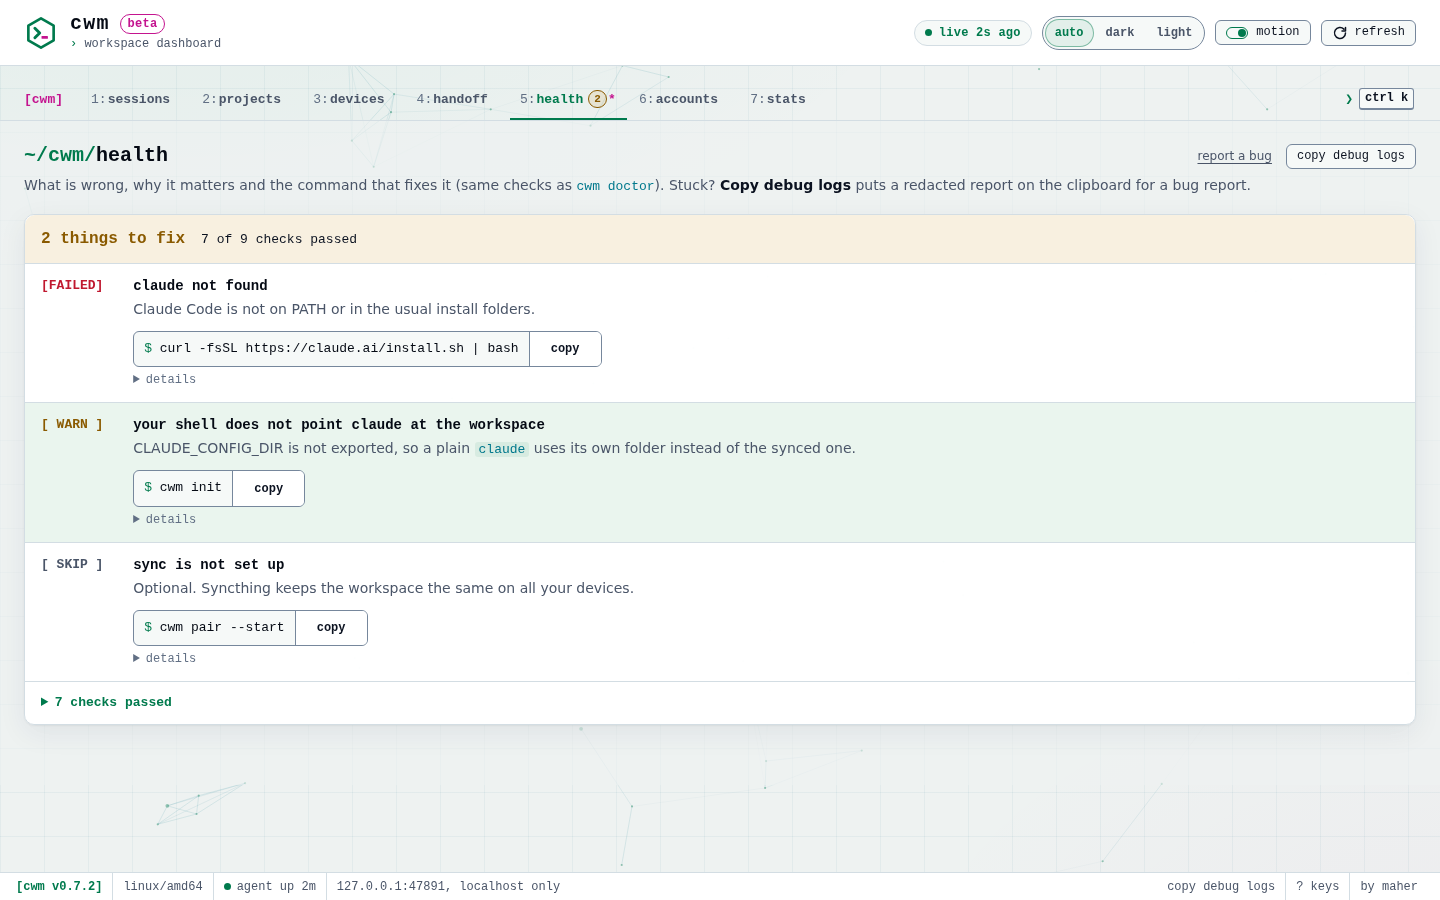 cwm beta
› workspace dashboard
live 2s ago
auto dark light
motion
refresh
[cwm] 1:sessions 2:projects 3:devices 4:handoff 5:health 2 * 6:accounts 7:stats
❯ ctrl k
~/cwm/health
report a bug
copy debug logs
What is wrong, why it matters and the command that fixes it (same checks as cwm doctor). Stuck? Copy debug logs puts a redacted report on the clipboard for a bug report.
2 things to fix 7 of 9 checks passed
[FAILED] claude not found
Claude Code is not on PATH or in the usual install folders.
$ curl -fsSL https://claude.ai/install.sh | bash copy
▶ details
[ WARN ] your shell does not point claude at the workspace
CLAUDE_CONFIG_DIR is not exported, so a plain claude uses its own folder instead of the synced one.
$ cwm init copy
▶ details
[ SKIP ] sync is not set up
Optional. Syncthing keeps the workspace the same on all your devices.
$ cwm pair --start copy
▶ details
▶ 7 checks passed
[cwm v0.7.2] linux/amd64 agent up 2m 127.0.0.1:47891, localhost only copy debug logs ? keys by maher